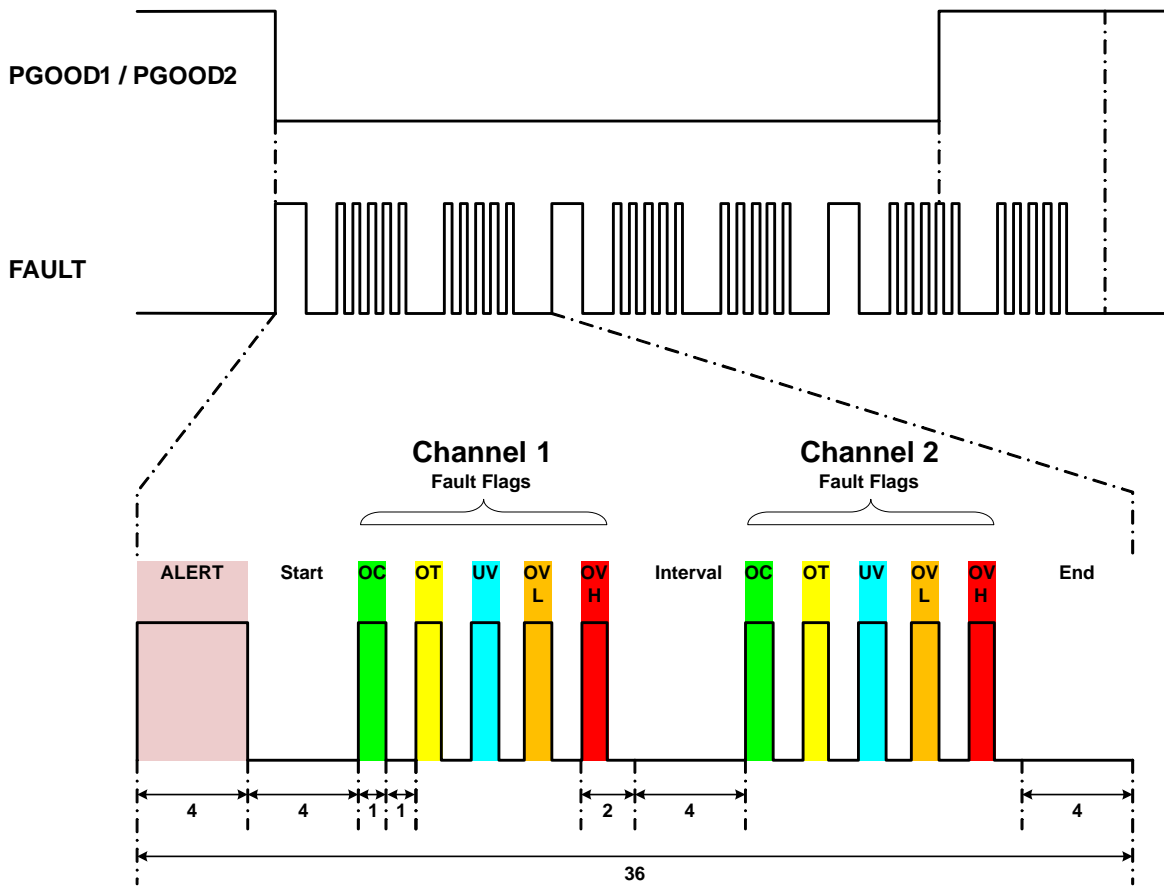 PGOOD1 / PGOOD2
FAULT
Channel 1
Fault Flags
Channel 2
Fault Flags
ALERT
Start
OC
OT
UV
OV
L
OV
H
Interval
OC
OT
UV
OV
L
OV
H
End
4
4
1
1
2
4
4
36